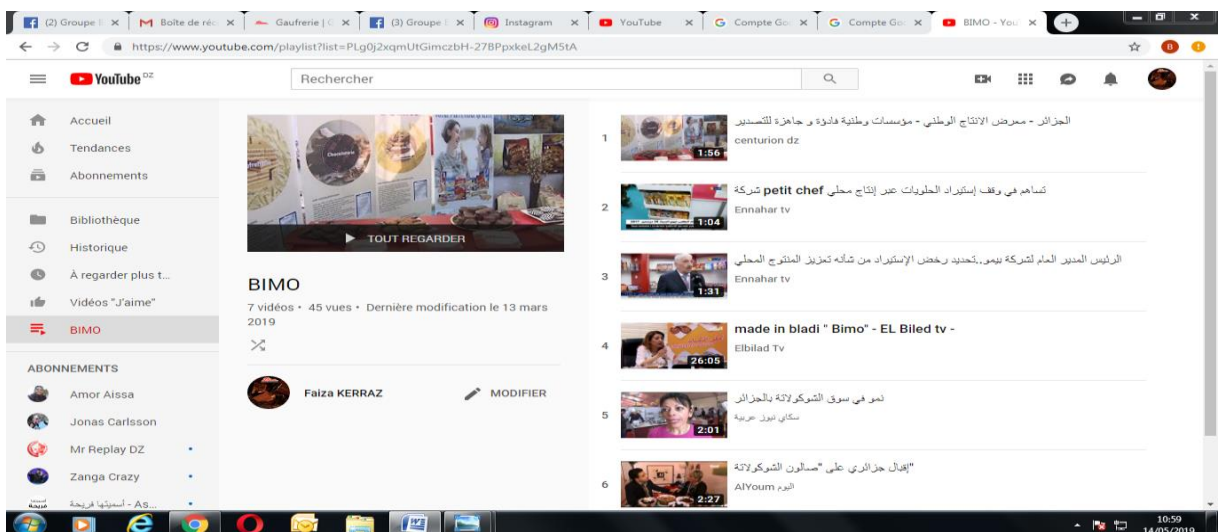 (2) Groupe
Boîte de réc
Gaufrerie |
(3) Groupe
Instagram
YouTube
Compte Go
Compte Go
BIMO - You
https://www.youtube.com/playlist?list=PLg0j2xqmUtGimczbH-27BPpxkeL2gM5tA
B
YouTube DZ
Rechercher
Accueil
Tendances
Abonnements
Bibliothèque
Historique
À regarder plus t...
Vidéos "J'aime"
BIMO
ABONNEMENTS
Amor Aissa
Jonas Carlsson
Mr Replay DZ
Zanga Crazy
أسميتها فريحة - As...
TOUT REGARDER
BIMO
7 vidéos • 45 vues • Dernière modification le 13 mars
2019
Faiza KERRAZ
MODIFIER
1
1:56
الجزائر - معرض الانتاج الوطني - مؤسسات وطنية قادرة و جاهزة للتصدير
centurion dz
2
1:04
تساهم في وقف إستيراد الحلويات عبر إنتاج محلي petit chef شركة
Ennahar tv
3
1:31
الرئيس المدير العام لشركة بيمو..تحديد رخص الإستيراد من شأنه تعزيز المنتوج المحلي
Ennahar tv
4
26:05
made in bladi " Bimo" - EL Biled tv -
Elbilad Tv
5
2:01
نمو في سوق الشوكولاتة بالجزائر
سكاي نيوز عربية
6
2:27
إقبال جزائري على "صالون الشوكولاتة"
AlYoum اليوم
10:59
14/05/2019